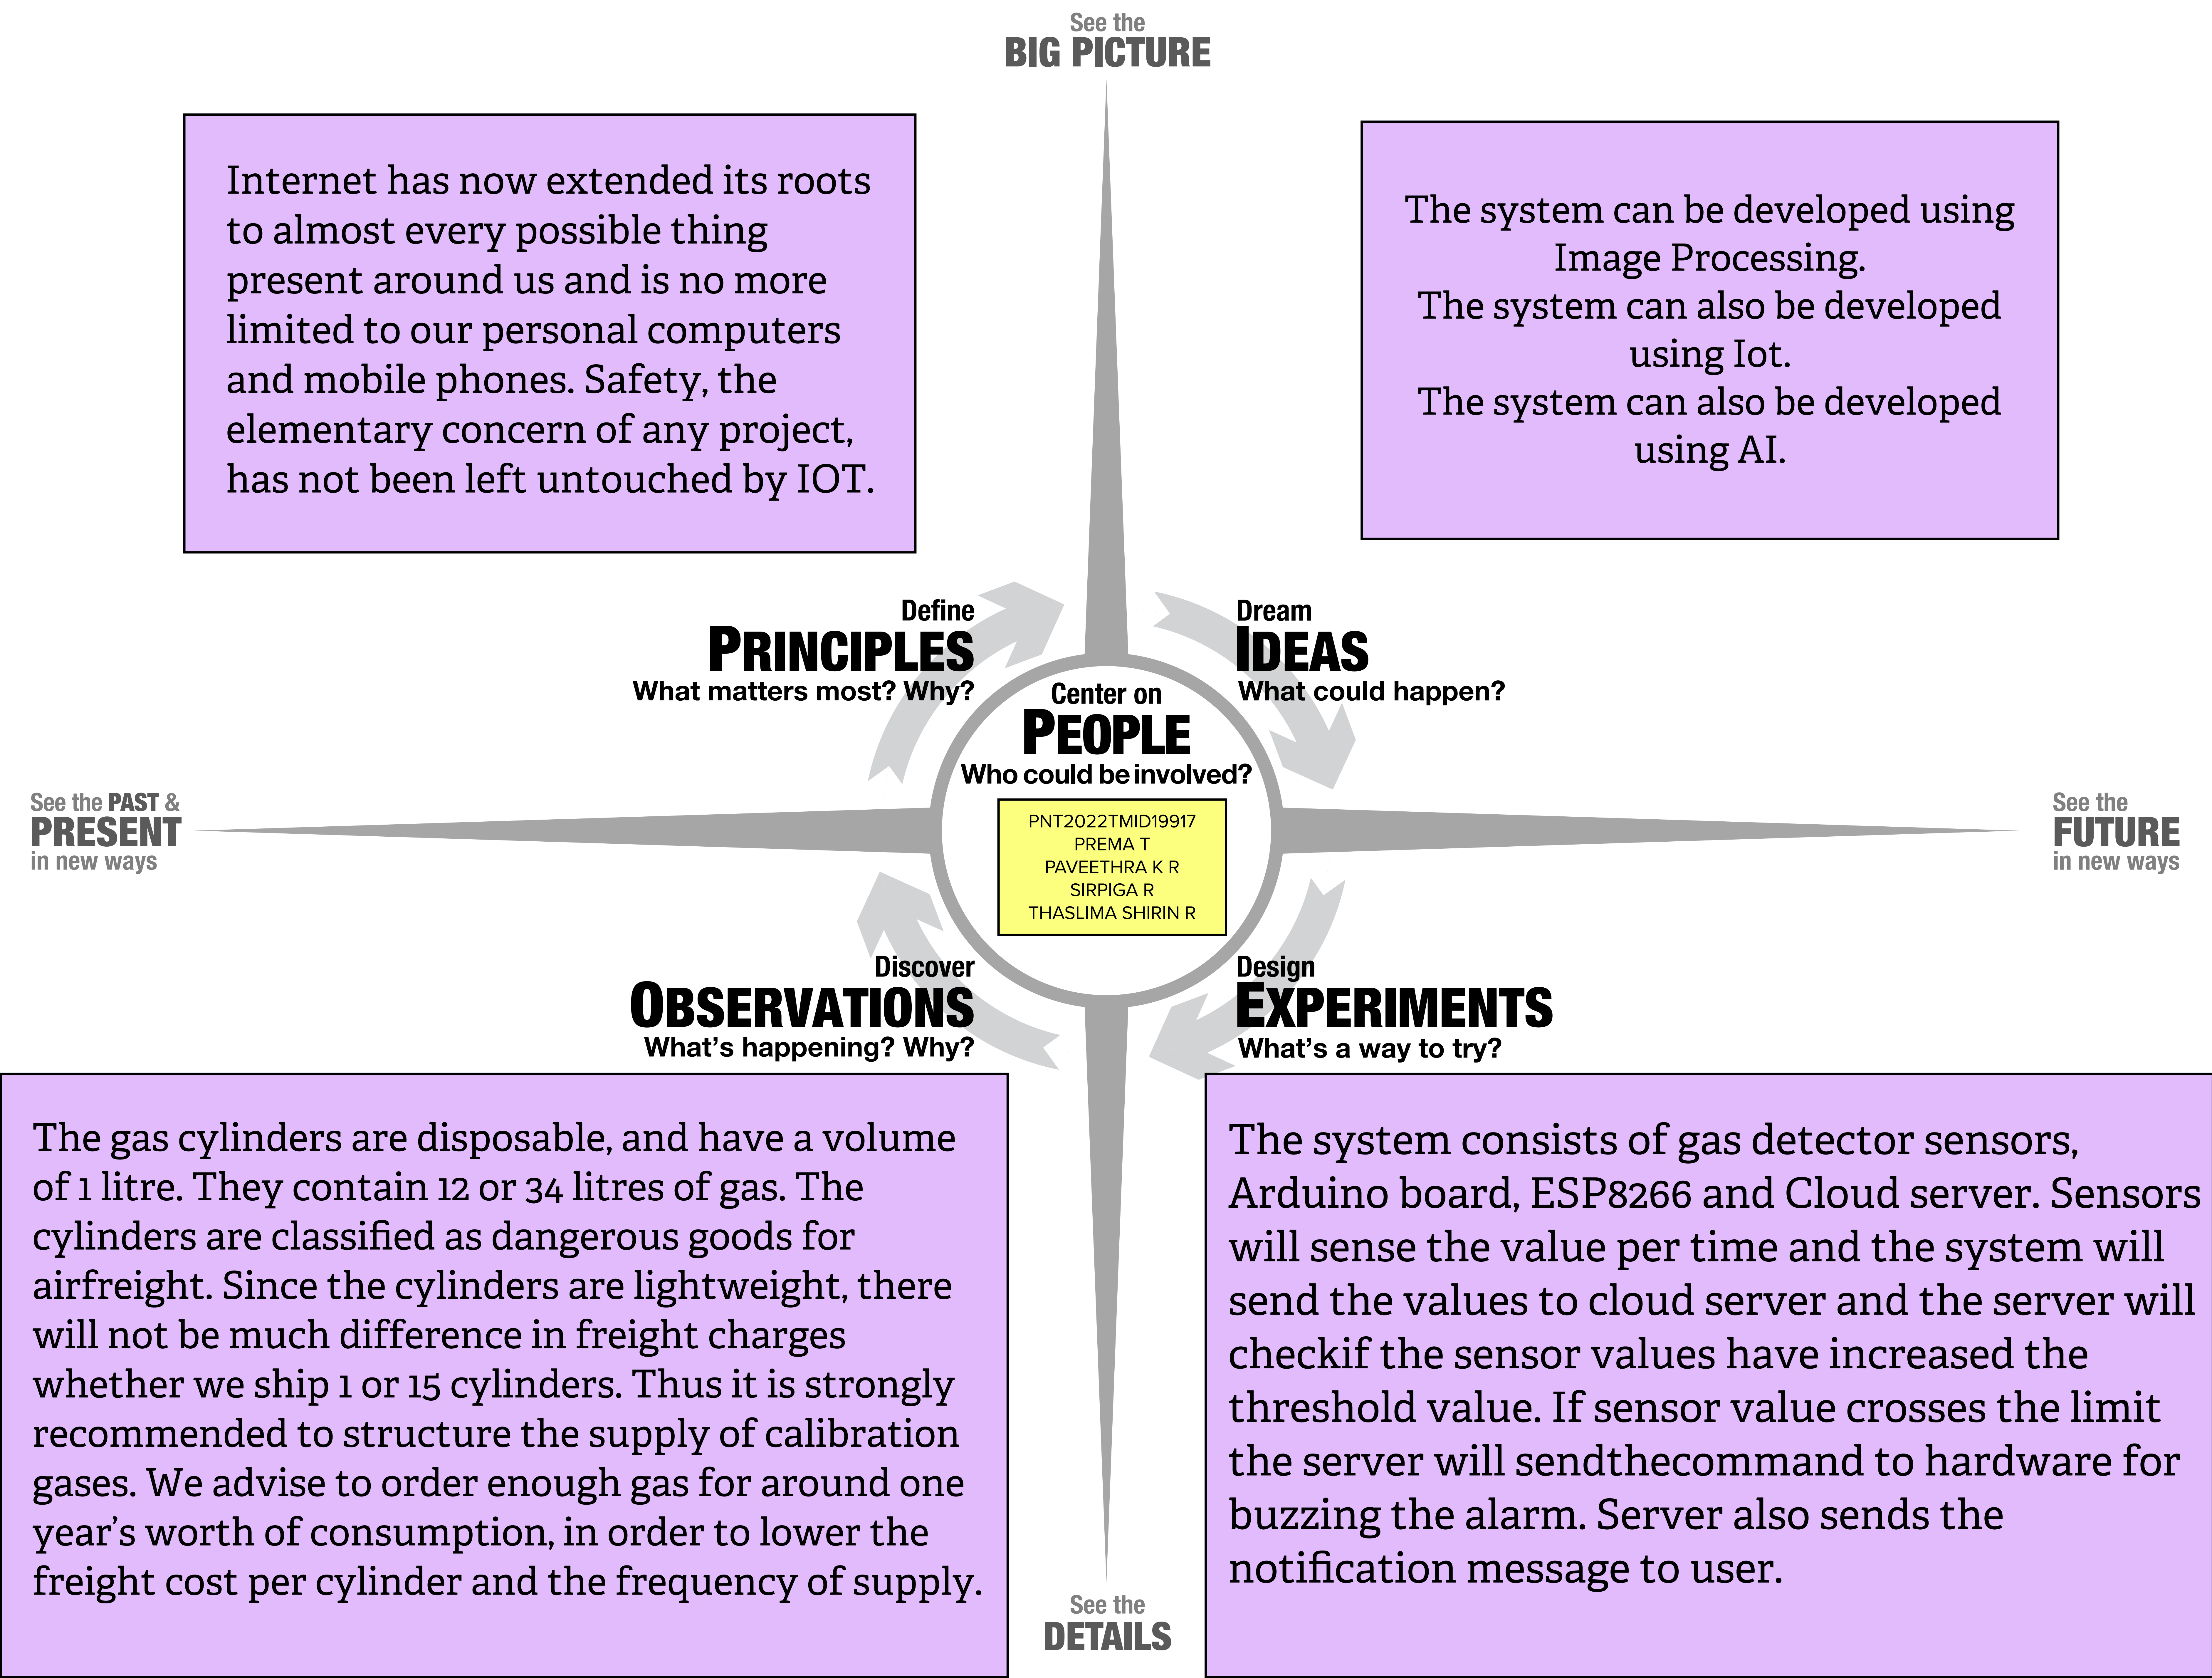 See the
BIG PICTURE
Internet has now extended its roots
to almost every possible thing
present around us and is no more
limited to our personal computers
and mobile phones. Safety, the
elementary concern of any project,
has not been left untouched by IOT.
The system can be developed using
Image Processing.
The system can also be developed
using Iot.
The system can also be developed
using AI.
Define
PRINCIPLES
What matters most? Why?
Dream
IDEAS
What could happen?
Center on
PEOPLE
Who could be involved?
PNT2022TMID19917
PREMA T
PAVEETHRA K R
SIRPIGA R
THASLIMA SHIRIN R
See the PAST &
PRESENT
in new ways
See the
FUTURE
in new ways
Discover
OBSERVATIONS
What's happening? Why?
Design
EXPERIMENTS
What's a way to try?
The gas cylinders are disposable, and have a volume
of 1 litre. They contain 12 or 34 litres of gas. The
cylinders are classified as dangerous goods for
airfreight. Since the cylinders are lightweight, there
will not be much difference in freight charges
whether we ship 1 or 15 cylinders. Thus it is strongly
recommended to structure the supply of calibration
gases. We advise to order enough gas for around one
year's worth of consumption, in order to lower the
freight cost per cylinder and the frequency of supply.
The system consists of gas detector sensors,
Arduino board, ESP8266 and Cloud server. Sensors
will sense the value per time and the system will
send the values to cloud server and the server will
checkif the sensor values have increased the
threshold value. If sensor value crosses the limit
the server will sendthecommand to hardware for
buzzing the alarm. Server also sends the
notification message to user.
See the
DETAILS